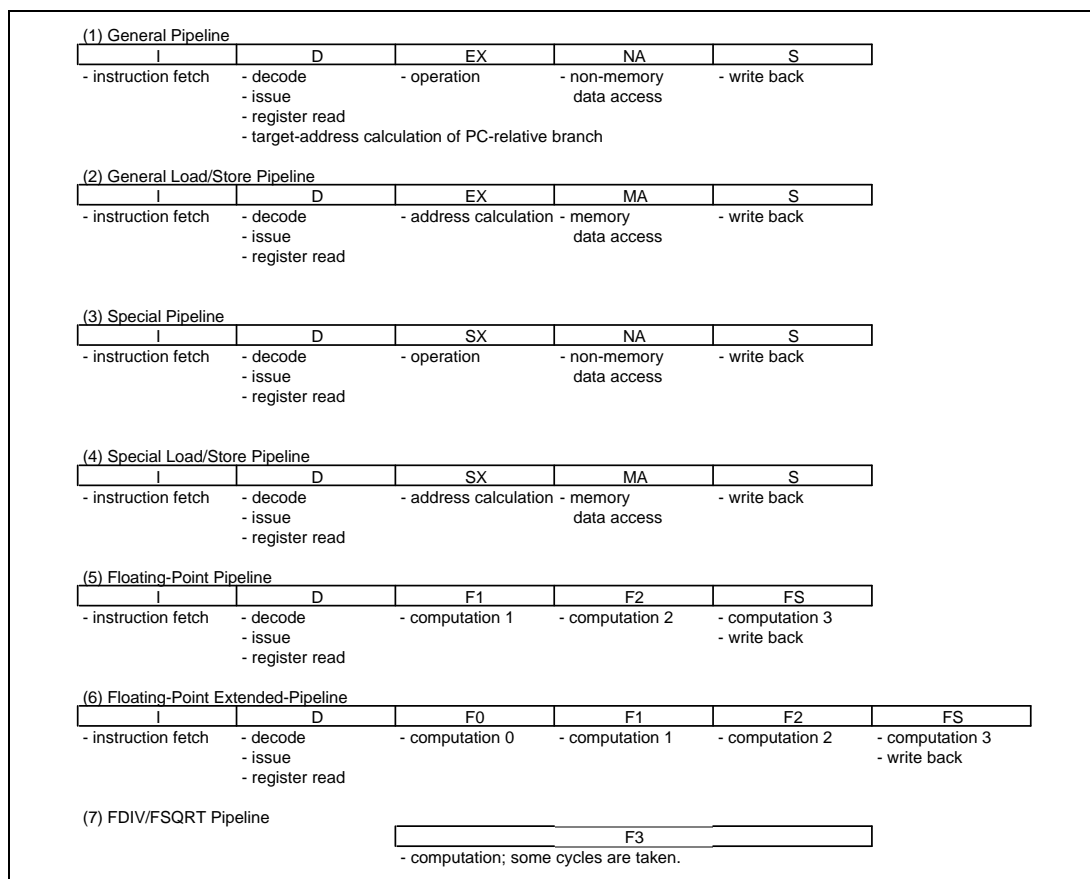 (1) General Pipeline
I D EX NA S
- instruction fetch - decode - operation - non-memory - write back
- issue data access
- register read
- target-address calculation of PC-relative branch
(2) General Load/Store Pipeline
I D EX MA S
- instruction fetch - decode - address calculation - memory - write back
- issue data access
- register read
(3) Special Pipeline
I D SX NA S
- instruction fetch - decode - operation - non-memory - write back
- issue data access
- register read
(4) Special Load/Store Pipeline
I D SX MA S
- instruction fetch - decode - address calculation - memory - write back
- issue data access
- register read
(5) Floating-Point Pipeline
I D F1 F2 FS
- instruction fetch - decode - computation 1 - computation 2 - computation 3
- issue - write back
- register read
(6) Floating-Point Extended-Pipeline
I D F0 F1 F2 FS
- instruction fetch - decode - computation 0 - computation 1 - computation 2 - computation 3
- issue - write back
- register read
(7) FDIV/FSQRT Pipeline
F3
- computation; some cycles are taken.